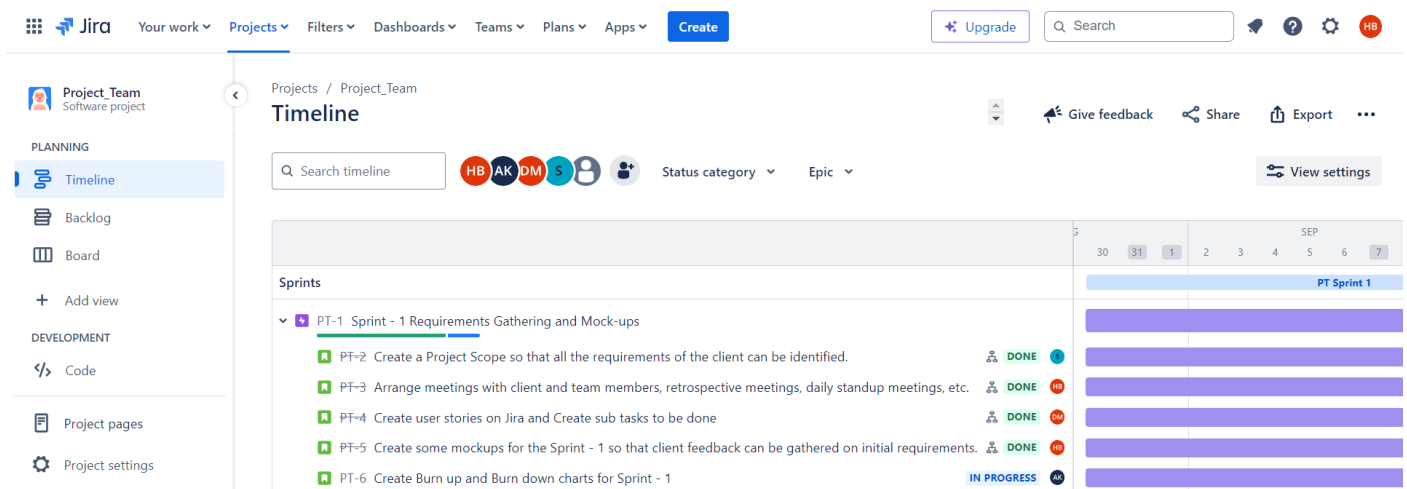 Jira Your work Projects Filters Dashboards Teams Plans Apps Create Upgrade Search HB
Project_Team
Software project
PLANNING
Timeline
Backlog
Board
Add view
DEVELOPMENT
Code
Project pages
Project settings
Projects / Project_Team
Timeline
Give feedback Share Export
Search timeline HB AK DM S Status category Epic View settings
SEP
30 31 1 2 3 4 5 6 7
Sprints PT Sprint 1
PT-1 Sprint - 1 Requirements Gathering and Mock-ups
PT-2 Create a Project Scope so that all the requirements of the client can be identified. DONE S
PT-3 Arrange meetings with client and team members, retrospective meetings, daily standup meetings, etc. DONE HB
PT-4 Create user stories on Jira and Create sub tasks to be done DONE DM
PT-5 Create some mockups for the Sprint - 1 so that client feedback can be gathered on initial requirements. DONE HB
PT-6 Create Burn up and Burn down charts for Sprint - 1 IN PROGRESS AK